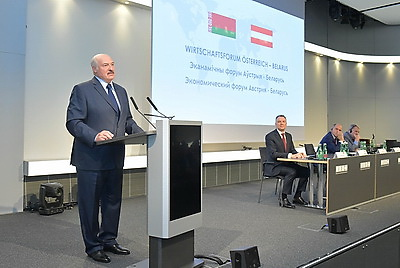 WIRTSCHAFTSFORUM ÖSTERREICH – BELARUS
Эканамічны форум Аўстрыя - Беларусь
Экономический форум Австрия - Беларусь